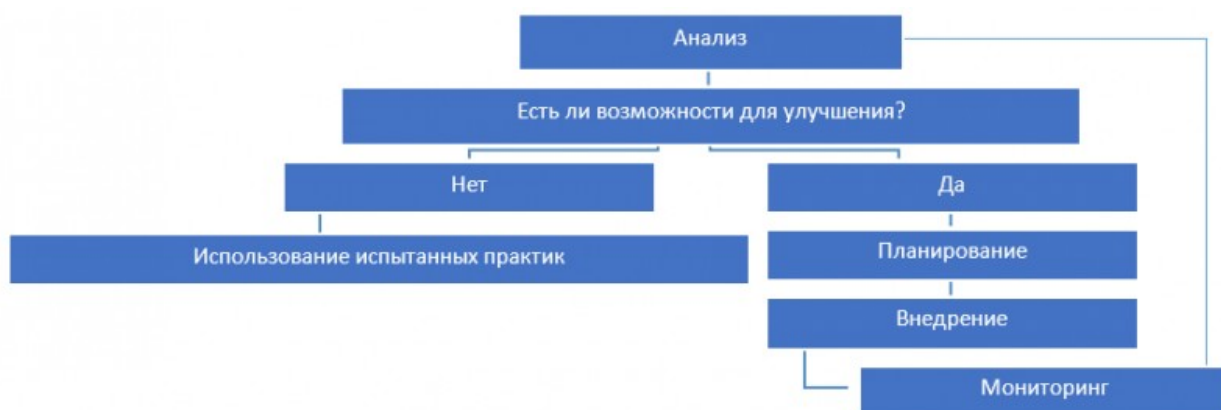 Анализ
Есть ли возможности для улучшения?
Нет
Да
Использование испытанных практик
Планирование
Внедрение
Мониторинг